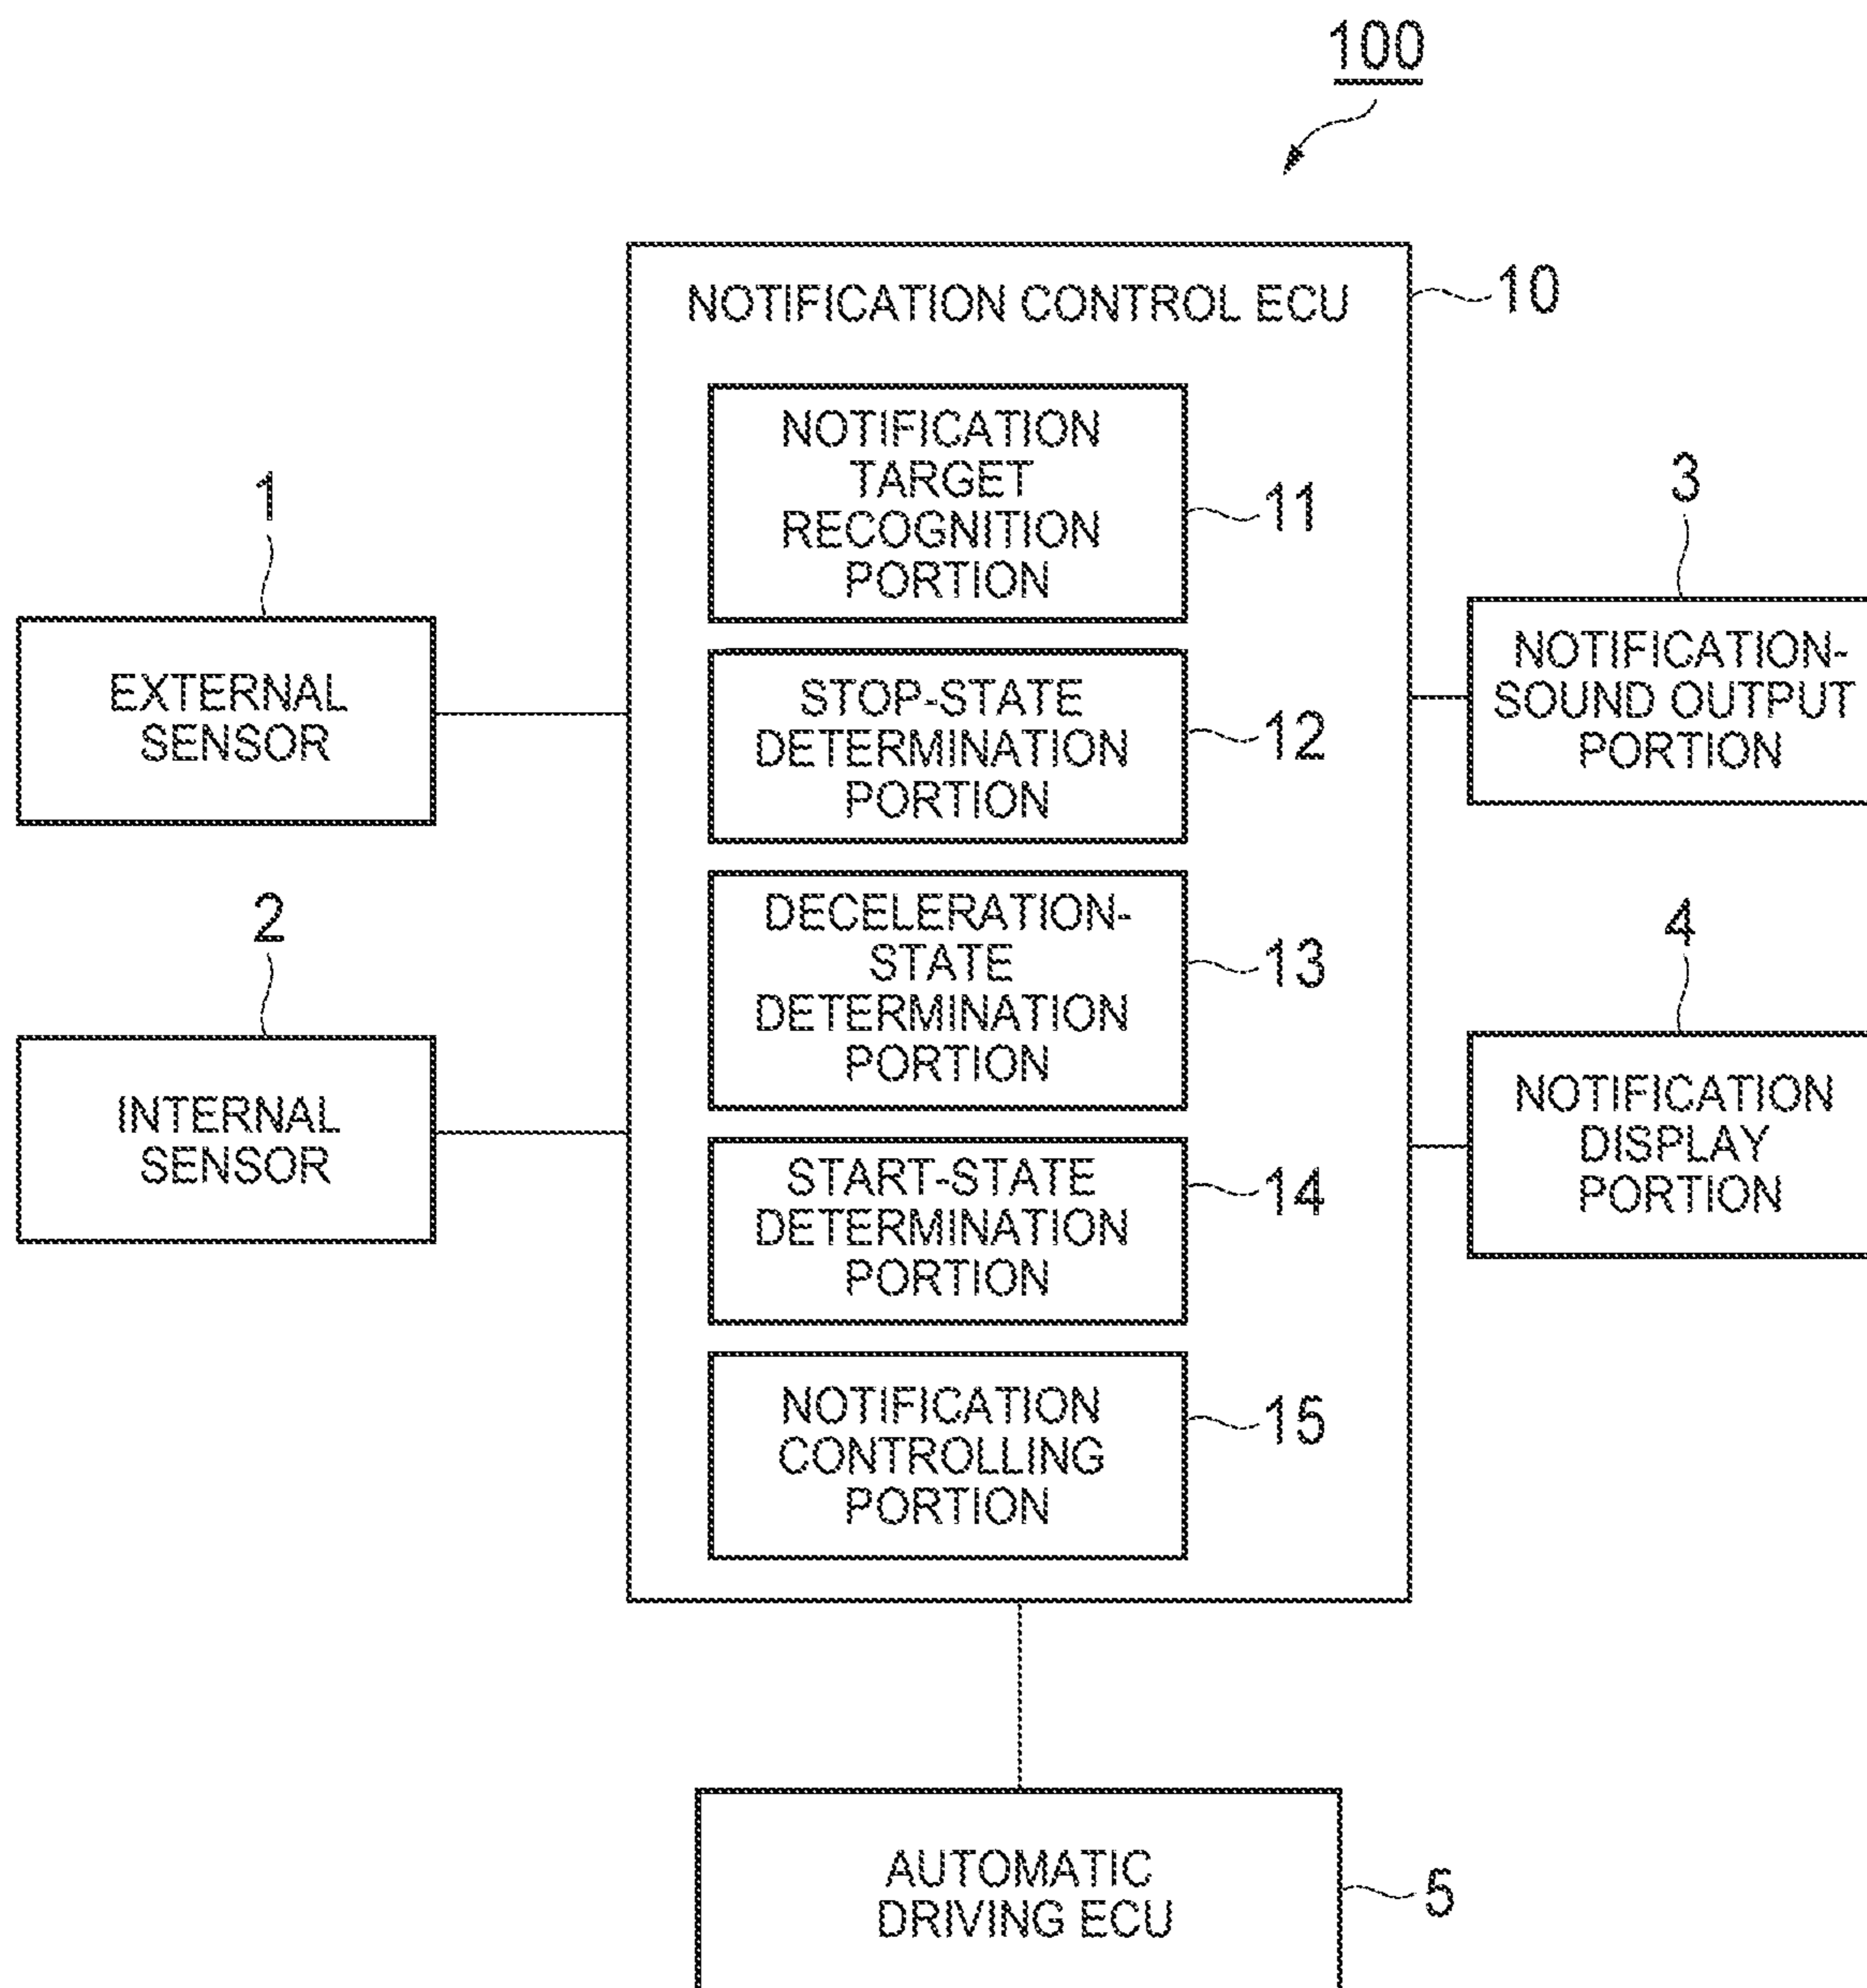 100
NOTIFICATION CONTROL ECU
10
NOTIFICATION
TARGET
RECOGNITION
PORTION
11
STOP-STATE
DETERMINATION
PORTION
12
DECELERATION-
STATE
DETERMINATION
PORTION
13
START-STATE
DETERMINATION
PORTION
14
NOTIFICATION
CONTROLLING
PORTION
15
1
EXTERNAL
SENSOR
2
INTERNAL
SENSOR
3
NOTIFICATION-
SOUND OUTPUT
PORTION
4
NOTIFICATION
DISPLAY
PORTION
AUTOMATIC
DRIVING ECU
5